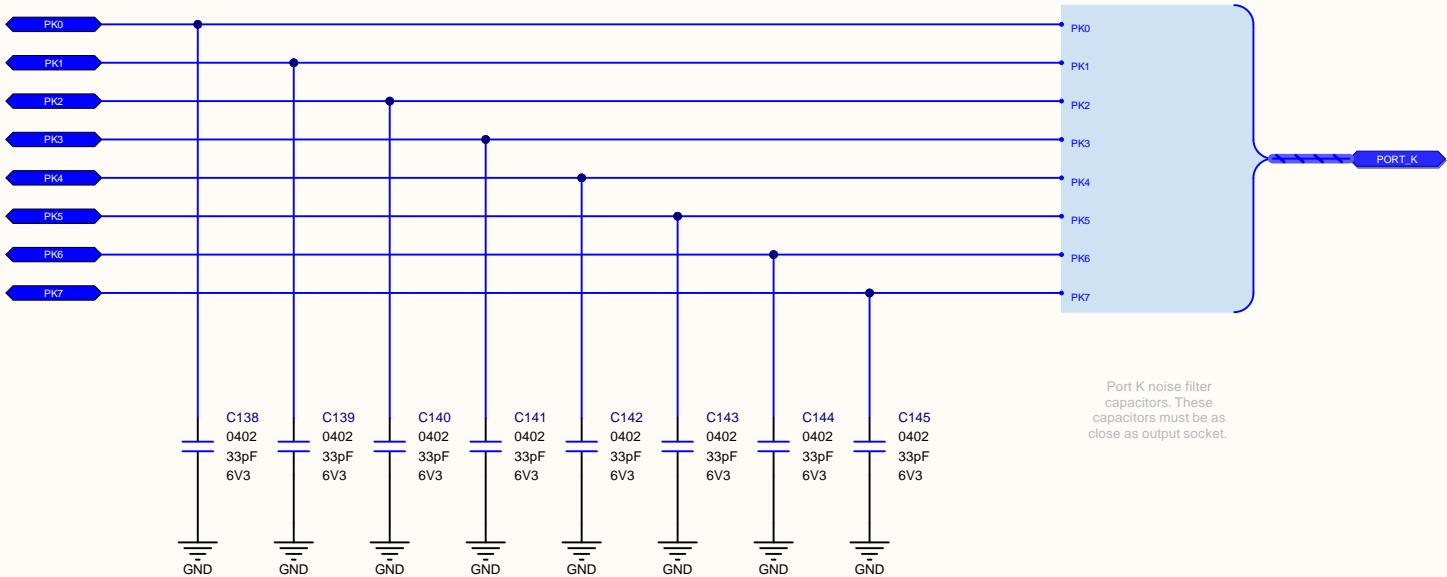 PK0
PK0
PK1
PK1
PK2
PK2
PK3
PK3
PORT_K
PK4
PK4
PK5
PK5
PK6
PK6
PK7
PK7
Port K noise filter
capacitors. These
capacitors must be as
close as output socket.
C138
0402
33pF
6V3
C139
0402
33pF
6V3
C140
0402
33pF
6V3
C141
0402
33pF
6V3
C142
0402
33pF
6V3
C143
0402
33pF
6V3
C144
0402
33pF
6V3
C145
0402
33pF
6V3
GND
GND
GND
GND
GND
GND
GND
GND